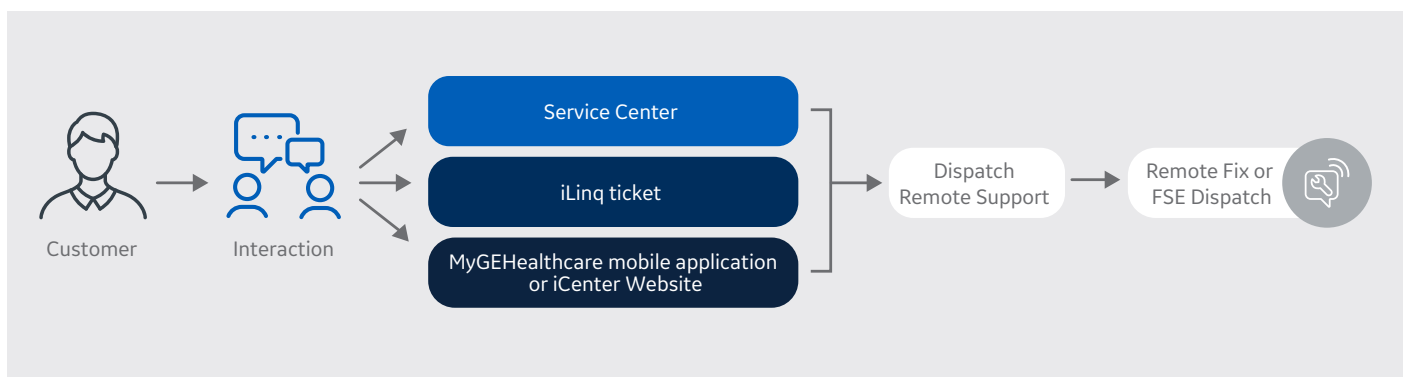 Customer
Interaction
Service Center
iLinq ticket
MyGEHealthcare mobile application
or iCenter Website
Dispatch
Remote Support
Remote Fix or
FSE Dispatch